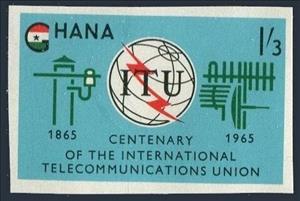 GHANA
1/3
ITU
1865
1965
CENTENARY
OF THE INTERNATIONAL
TELECOMMUNICATIONS UNION